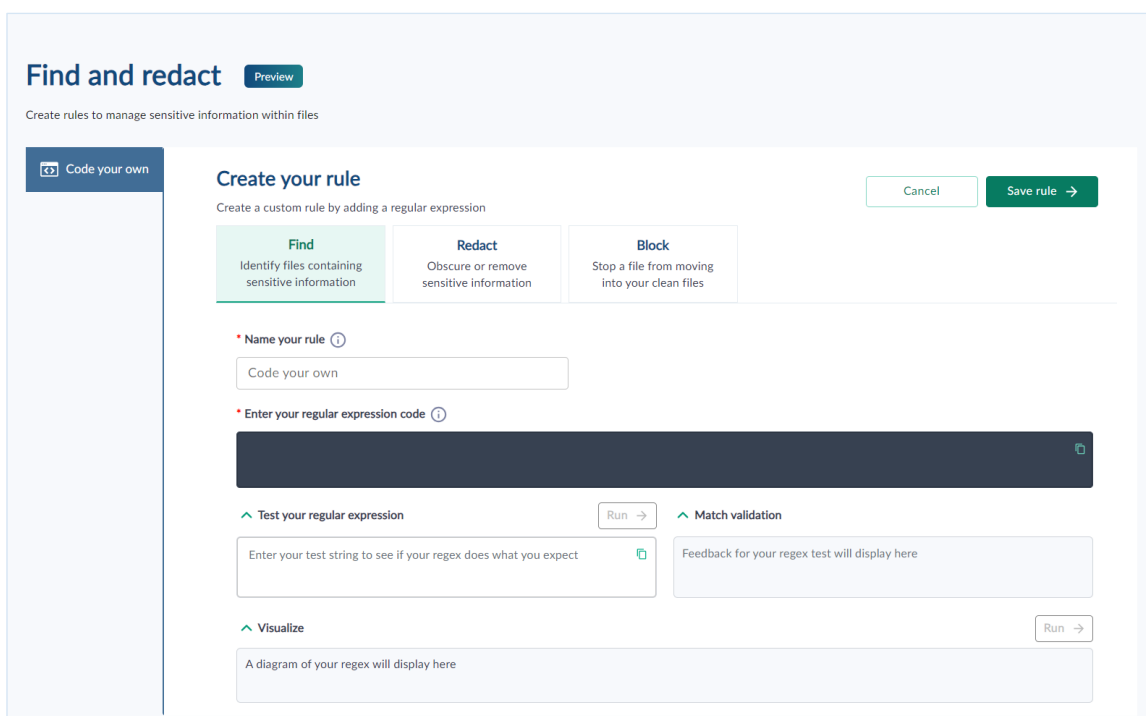 Find and redact
Preview
Create rules to manage sensitive information within files
Code your own
Create your rule
Create a custom rule by adding a regular expression
Cancel
Save rule
Find
Identify files containing
sensitive information
Redact
Obscure or remove
sensitive information
Block
Stop a file from moving
into your clean files
* Name your rule
Code your own
* Enter your regular expression code
Test your regular expression
Run
Enter your test string to see if your regex does what you expect
Match validation
Feedback for your regex test will display here
Visualize
Run
A diagram of your regex will display here